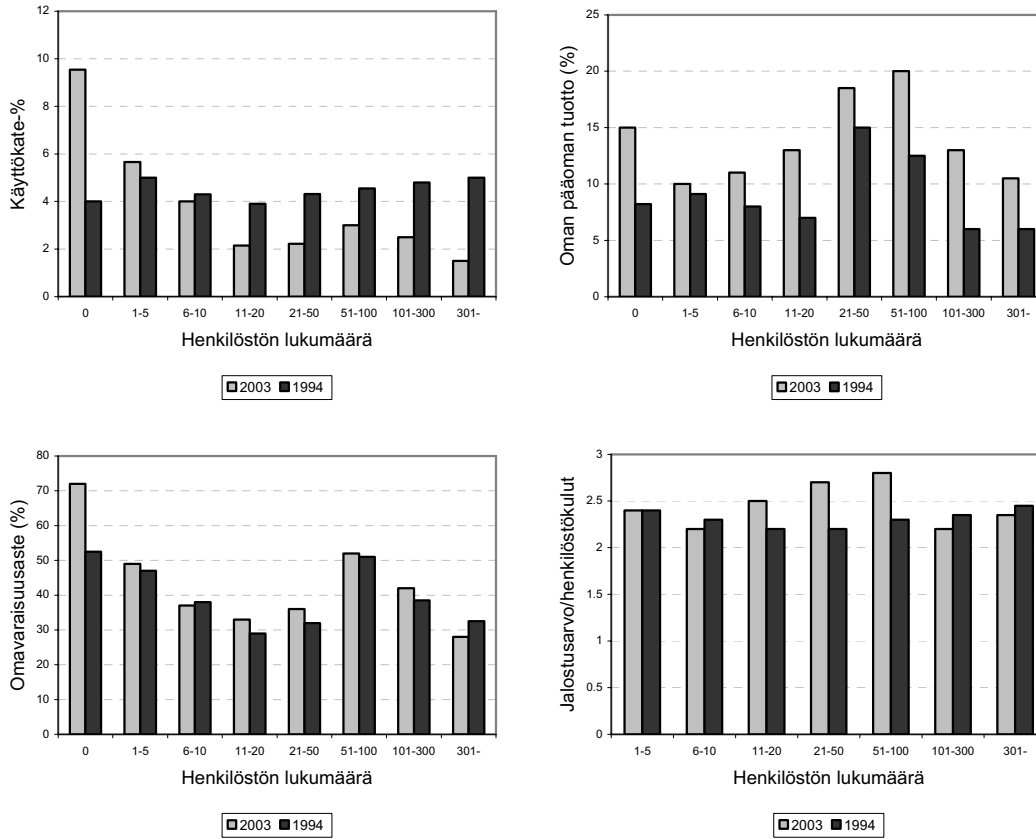 12
10
8
6
4
2
0
Käyttökate-%
0 1-5 6-10 11-20 21-50 51-100 101-300 301-
Henkilöstön lukumäärä
2003 1994
25
20
15
10
5
0
Oman pääoman tuotto (%)
0 1-5 6-10 11-20 21-50 51-100 101-300 301-
Henkilöstön lukumäärä
2003 1994
80
70
60
50
40
30
20
10
0
Omavaraisuusaste (%)
0 1-5 6-10 11-20 21-50 51-100 101-300 301-
Henkilöstön lukumäärä
2003 1994
3
2.5
2
1.5
1
0.5
0
Jalostusarvo/henkilöstökulut
1-5 6-10 11-20 21-50 51-100 101-300 301-
Henkilöstön lukumäärä
2003 1994